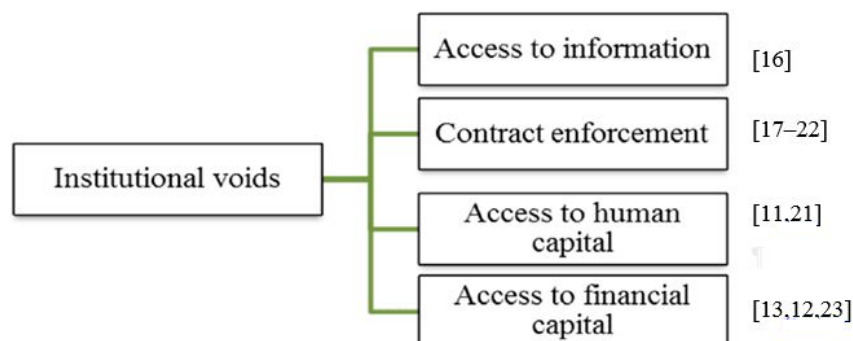 Institutional voids
Access to information
[16]
Contract enforcement
[17–22]
Access to human
capital
[11,21]
¶
Access to financial
capital
[13,12,23]